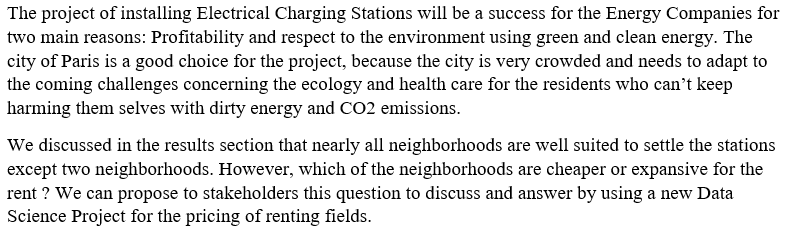 The project of installing Electrical Charging Stations will be a success for the Energy Companies for
two main reasons: Profitability and respect to the environment using green and clean energy. The
city of Paris is a good choice for the project, because the city is very crowded and needs to adapt to
the coming challenges concerning the ecology and health care for the residents who can’t keep
harming them selves with dirty energy and CO2 emissions.
We discussed in the results section that nearly all neighborhoods are well suited to settle the stations
except two neighborhoods. However, which of the neighborhoods are cheaper or expansive for the
rent ? We can propose to stakeholders this question to discuss and answer by using a new Data
Science Project for the pricing of renting fields.